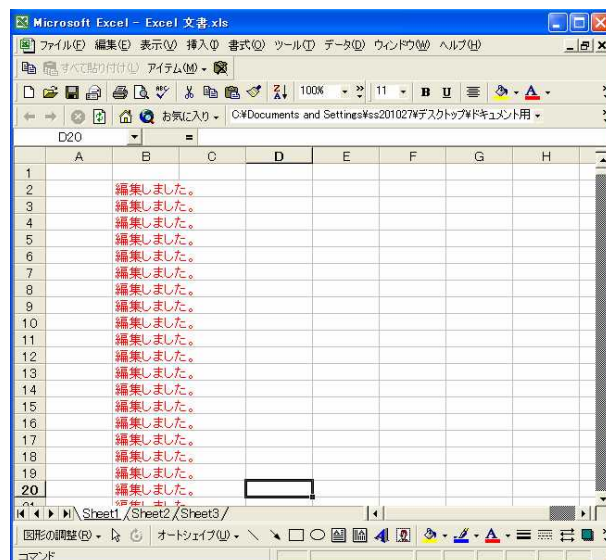 Microsoft Excel - Excel 文書.xls
ファイル(F) 編集(E) 表示(V) 挿入(I) 書式(O) ツール(T) データ(D) ウィンドウ(W) ヘルプ(H)
すべて貼り付け(L) アイテム(M)
100% 11 B U A
お気に入り C:¥Documents and Settings¥ss201027¥デスクトップ¥ドキュメント用
D20 =
A B C D E F G H
1
2 編集しました。
3 編集しました。
4 編集しました。
5 編集しました。
6 編集しました。
7 編集しました。
8 編集しました。
9 編集しました。
10 編集しました。
11 編集しました。
12 編集しました。
13 編集しました。
14 編集しました。
15 編集しました。
16 編集しました。
17 編集しました。
18 編集しました。
19 編集しました。
20 編集しました。
Sheet1 Sheet2 Sheet3
図形の調整(R) オートシェイプ(U) A A
コマンド